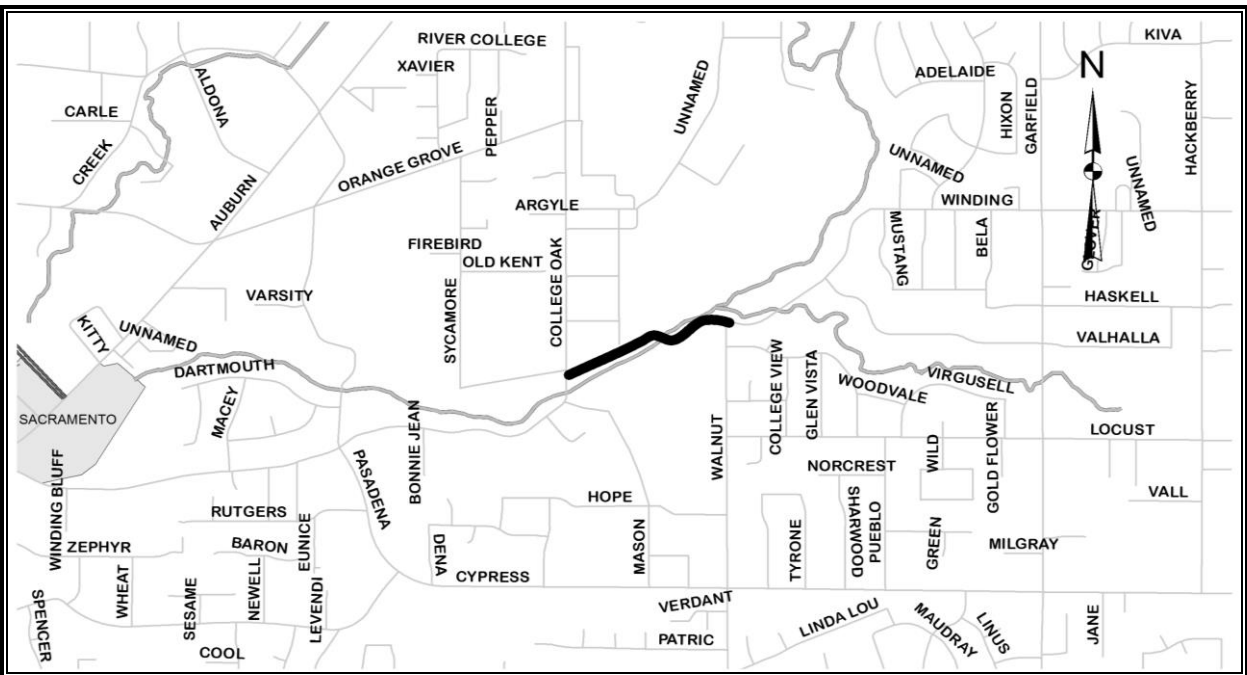 RIVER COLLEGE
KIVA
XAVIER
ADELAIDE
N
ALDONA
CARLE
UNNAMED
PEPPER
HIXON
GARFIELD
HACKBERRY
CREEK
ORANGE GROVE
UNNAMED
UNNAMED
AUBURN
WINDING
ARGYLE
MUSTANG
BELA
GLOVER
FIREBIRD
COLLEGE OAK
OLD KENT
VARSITY
HASKELL
SYCAMORE
KITTY
UNNAMED
VALHALLA
DARTMOUTH
COLLEGE VIEW
GLEN VISTA
VIRGUSELL
WOODVALE
SACRAMENTO
MACEY
BONNIE JEAN
WALNUT
GOLD FLOWER
LOCUST
WILD
PASADENA
NORCREST
WINDING BLUFF
HOPE
VALL
RUTGERS
SHARWOOD
PUEBLO
EUNICE
ZEPHYR
BARON
DENA
MASON
TYRONE
GREEN
MILGRAY
CYPRESS
WHEAT
SESAME
NEWELL
LEVENDI
SPENCER
VERDANT
LINDA LOU
MAUDRAY
LINUS
JANE
PATRIC
COOL